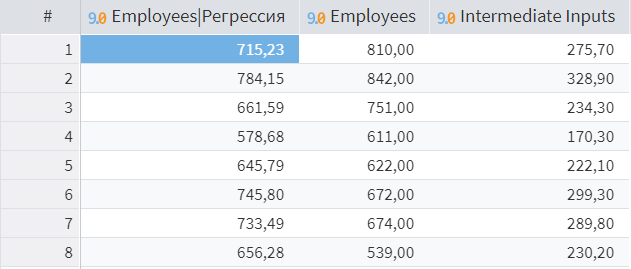 # 9.0 Employees|Регрессия 9.0 Employees 9.0 Intermediate Inputs
1 715,23 810,00 275,70
2 784,15 842,00 328,90
3 661,59 751,00 234,30
4 578,68 611,00 170,30
5 645,79 622,00 222,10
6 745,80 672,00 299,30
7 733,49 674,00 289,80
8 656,28 539,00 230,20